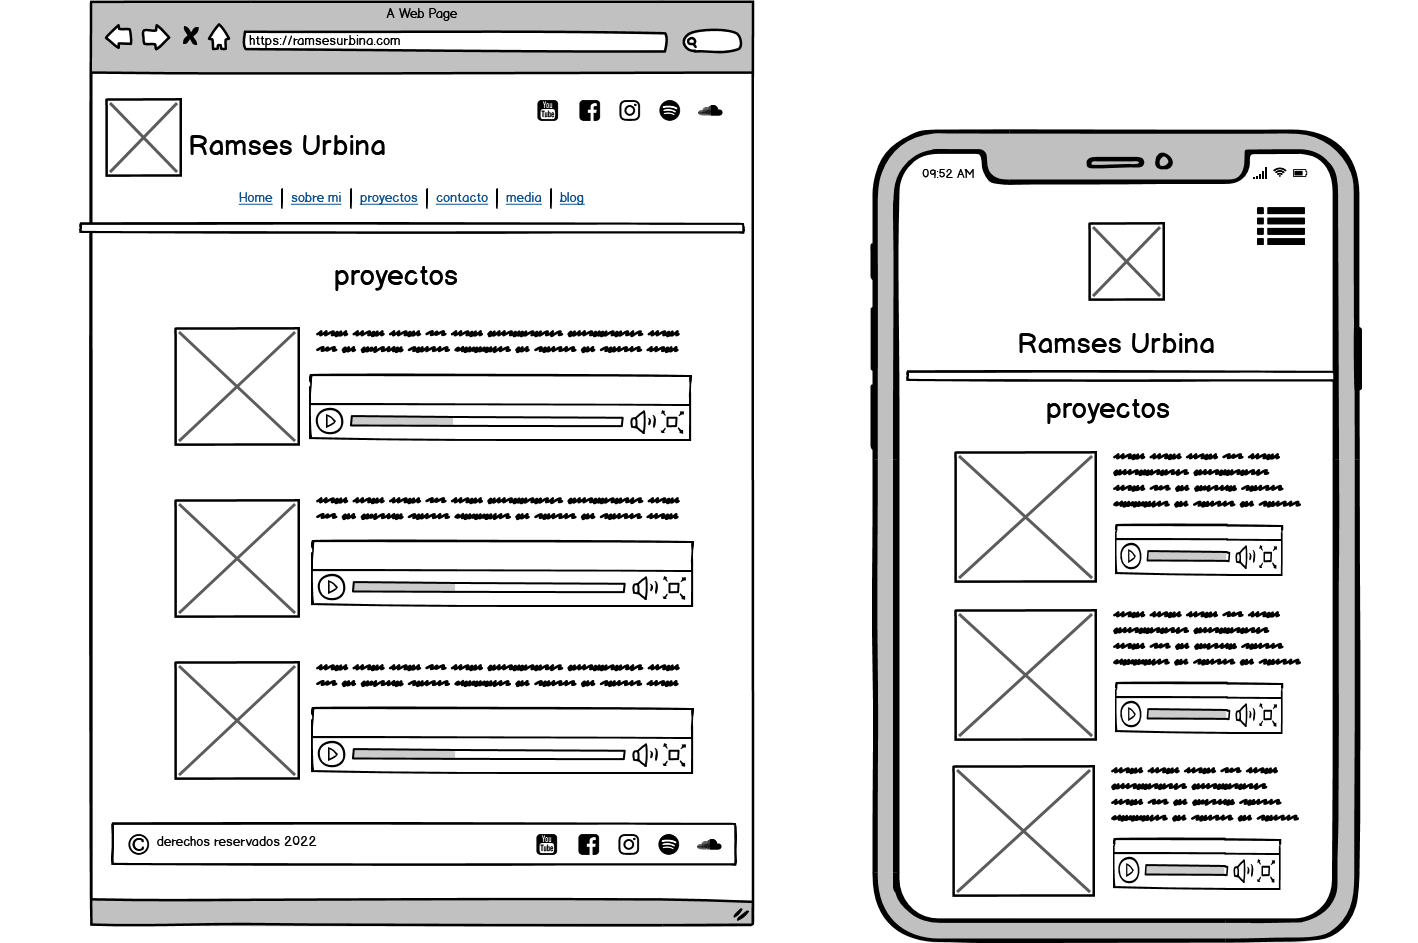 A Web Page
https://ramsesurbina.com
You
Tube
Ramses Urbina
Home sobre mi proyectos contacto media blog
proyectos
© derechos reservados 2022
You
Tube
09:52 AM
Ramses Urbina
proyectos